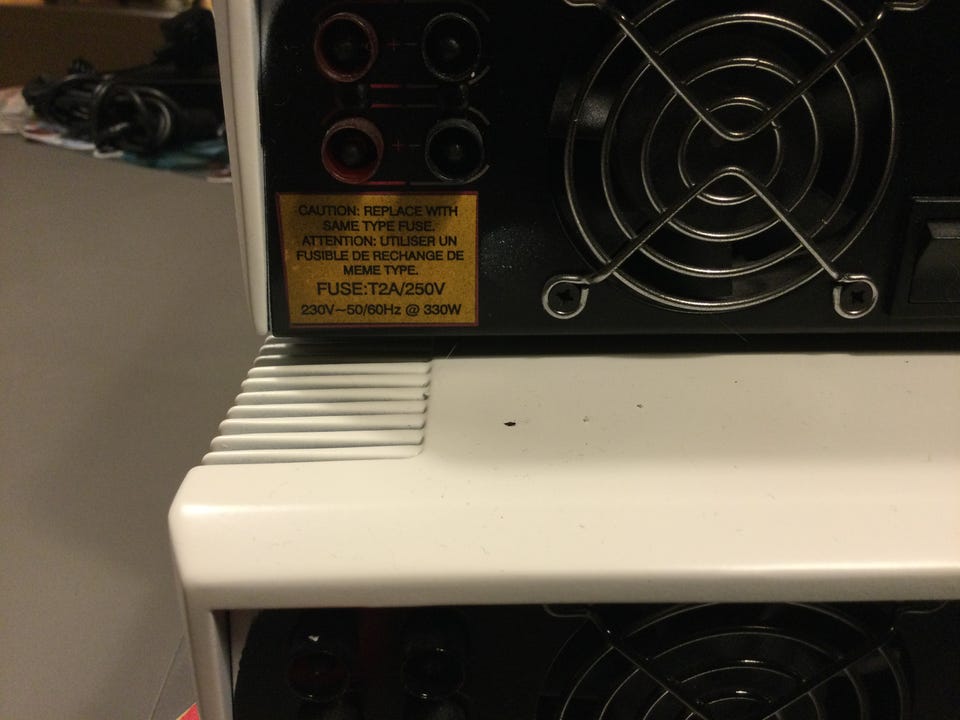 CAUTION: REPLACE WITH
SAME TYPE FUSE.
ATTENTION: UTILISER UN
FUSIBLE DE RECHANGE DE
MEME TYPE.
FUSE:T2A/250V
230V~50/60Hz @ 330W